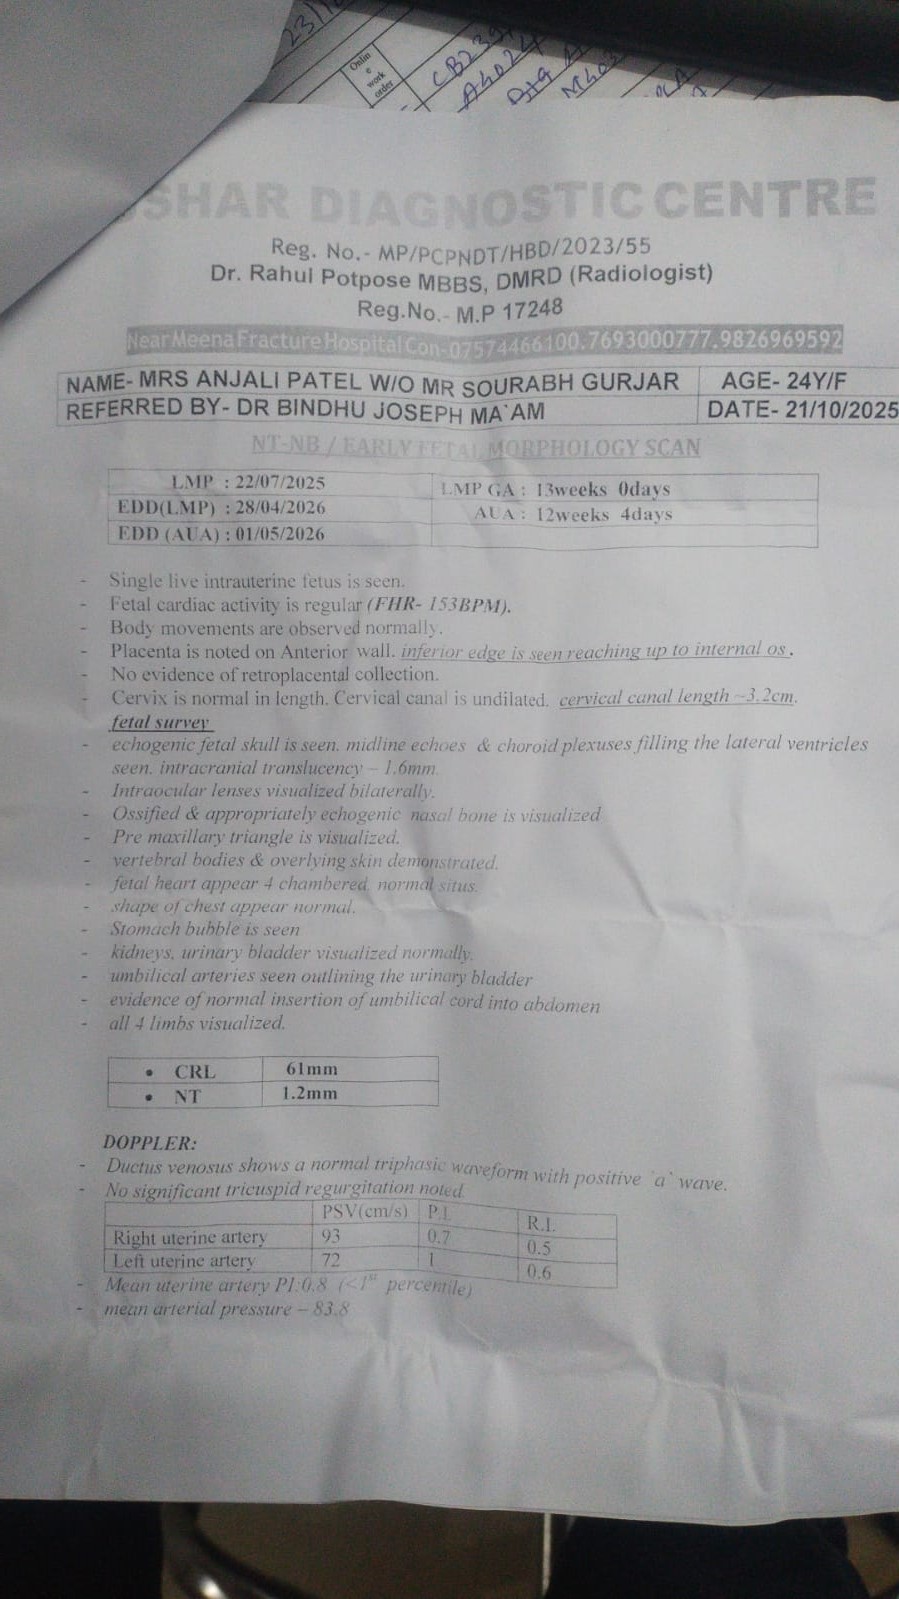 Onlin
e
work
order
SHAR DIAGNOSTIC CENTRE
Reg. No.- MP/PCPNDT/HBD/2023/55
Dr. Rahul Potpose MBBS, DMRD (Radiologist)
Reg.No.- M.P 17248
Near Meena Fracture Hospital Con-07574466100.7693000777.9826969592
NAME- MRS ANJALI PATEL W/O MR SOURABH GURJAR AGE- 24Y/F
REFERRED BY- DR BINDHU JOSEPH MA`AM DATE- 21/10/2025
NT-NB / EARLY FETAL MORPHOLOGY SCAN
LMP : 22/07/2025 LMP GA : 13weeks 0days
EDD(LMP) : 28/04/2026 AUA : 12weeks 4days
EDD (AUA) : 01/05/2026
- Single live intrauterine fetus is seen.
- Fetal cardiac activity is regular (FHR- 153BPM).
- Body movements are observed normally.
- Placenta is noted on Anterior wall. inferior edge is seen reaching up to internal os .
- No evidence of retroplacental collection.
- Cervix is normal in length. Cervical canal is undilated. cervical canal length ~3.2cm.
fetal survey
- echogenic fetal skull is seen. midline echoes & choroid plexuses filling the lateral ventricles
seen. intracranial translucency – 1.6mm.
- Intraocular lenses visualized bilaterally.
- Ossified & appropriately echogenic nasal bone is visualized
- Pre maxillary triangle is visualized.
- vertebral bodies & overlying skin demonstrated.
- fetal heart appear 4 chambered, normal situs.
- shape of chest appear normal.
- Stomach bubble is seen
- kidneys, urinary bladder visualized normally.
- umbilical arteries seen outlining the urinary bladder
- evidence of normal insertion of umbilical cord into abdomen
- all 4 limbs visualized.
• CRL 61mm
• NT 1.2mm
DOPPLER:
- Ductus venosus shows a normal triphasic waveform with positive `a` wave.
- No significant tricuspid regurgitation noted.
PSV(cm/s) P.I. R.I.
Right uterine artery 93 0.7 0.5
Left uterine artery 72 1 0.6
- Mean uterine artery PI:0.8 (<1st percentile)
- mean arterial pressure – 83.8